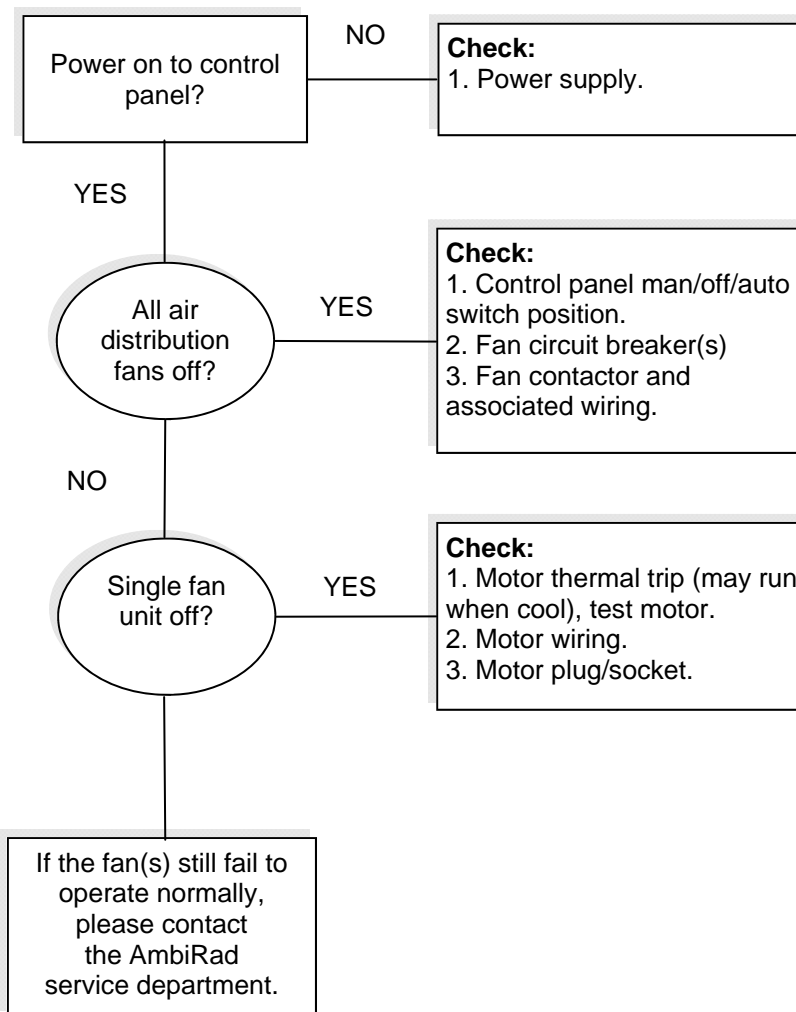 Power on to control
panel?
NO
Check:
1. Power supply.
YES
All air
distribution
fans off?
YES
Check:
1. Control panel man/off/auto
switch position.
2. Fan circuit breaker(s)
3. Fan contactor and
associated wiring.
NO
Single fan
unit off?
YES
Check:
1. Motor thermal trip (may run
when cool), test motor.
2. Motor wiring.
3. Motor plug/socket.
If the fan(s) still fail to
operate normally,
please contact
the AmbiRad
service department.